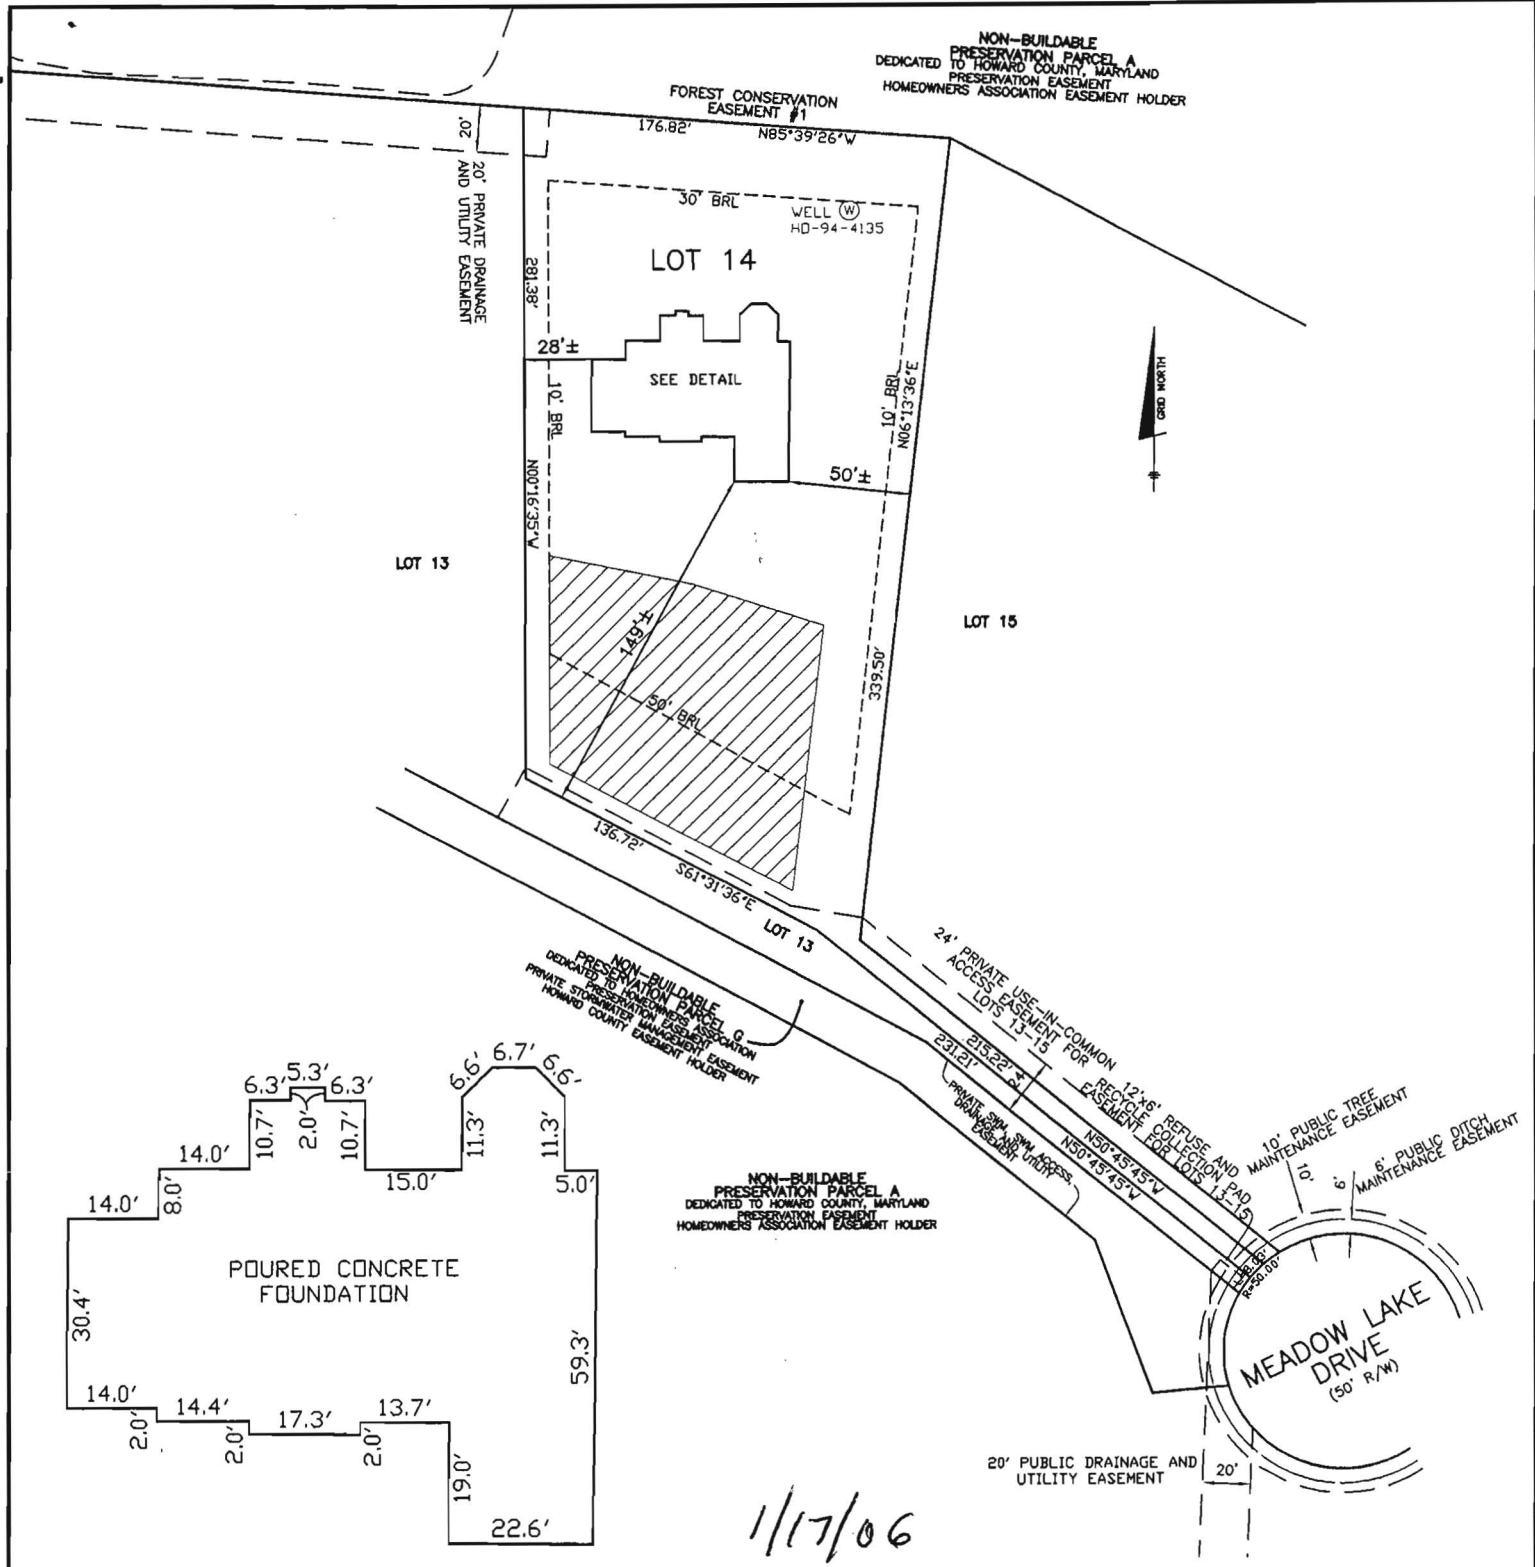 NON-BUILDABLE
PRESERVATION PARCEL A
DEDICATED TO HOWARD COUNTY, MARYLAND
PRESERVATION EASEMENT
HOMEOWNERS ASSOCIATION EASEMENT HOLDER
FOREST CONSERVATION
EASEMENT #1
176.82'
N85°39'26"W
20'
20' PRIVATE DRAINAGE
AND UTILITY EASEMENT
30' BRL
WELL W
HD-94-4135
LOT 14
281.38'
28'±
SEE DETAIL
10' BRL
10' BRL
N06°13'36"E
GRID NORTH
N00°16'35"W
50'±
LOT 13
LOT 15
149'±
339.50'
50' BRL
136.72'
S61°31'36"E
LOT 13
NON-BUILDABLE
PRESERVATION PARCEL G
DEDICATED TO HOMEOWNERS ASSOCIATION
PRESERVATION EASEMENT
PRIVATE STORMWATER MANAGEMENT EASEMENT
HOWARD COUNTY EASEMENT HOLDER
24' PRIVATE USE-IN-COMMON
ACCESS EASEMENT FOR
LOTS 13-15
215.22'
231.21'
24'
12'x6' REFUSE AND
RECYCLE COLLECTION PAD
EASEMENT FOR LOTS 13-15
PRIVATE SWM, SWM ACCESS,
DRAINAGE AND UTILITY
EASEMENT
N50°45'45"W
N50°45'45"W
10' PUBLIC TREE
MAINTENANCE EASEMENT
10'
6'
6' PUBLIC DITCH
MAINTENANCE EASEMENT
R=50.00'
MEADOW LAKE
DRIVE
(50' R/W)
20' PUBLIC DRAINAGE AND
UTILITY EASEMENT
20'
NON-BUILDABLE
PRESERVATION PARCEL A
DEDICATED TO HOWARD COUNTY, MARYLAND
PRESERVATION EASEMENT
HOMEOWNERS ASSOCIATION EASEMENT HOLDER
6.6'
6.7'
6.6'
6.3'
5.3'
6.3'
10.7'
2.0'
10.7'
11.3'
11.3'
14.0'
15.0'
5.0'
14.0'
8.0'
POURED CONCRETE
FOUNDATION
30.4'
59.3'
14.0'
14.4'
17.3'
13.7'
2.0'
2.0'
2.0'
19.0'
22.6'
1/17/06